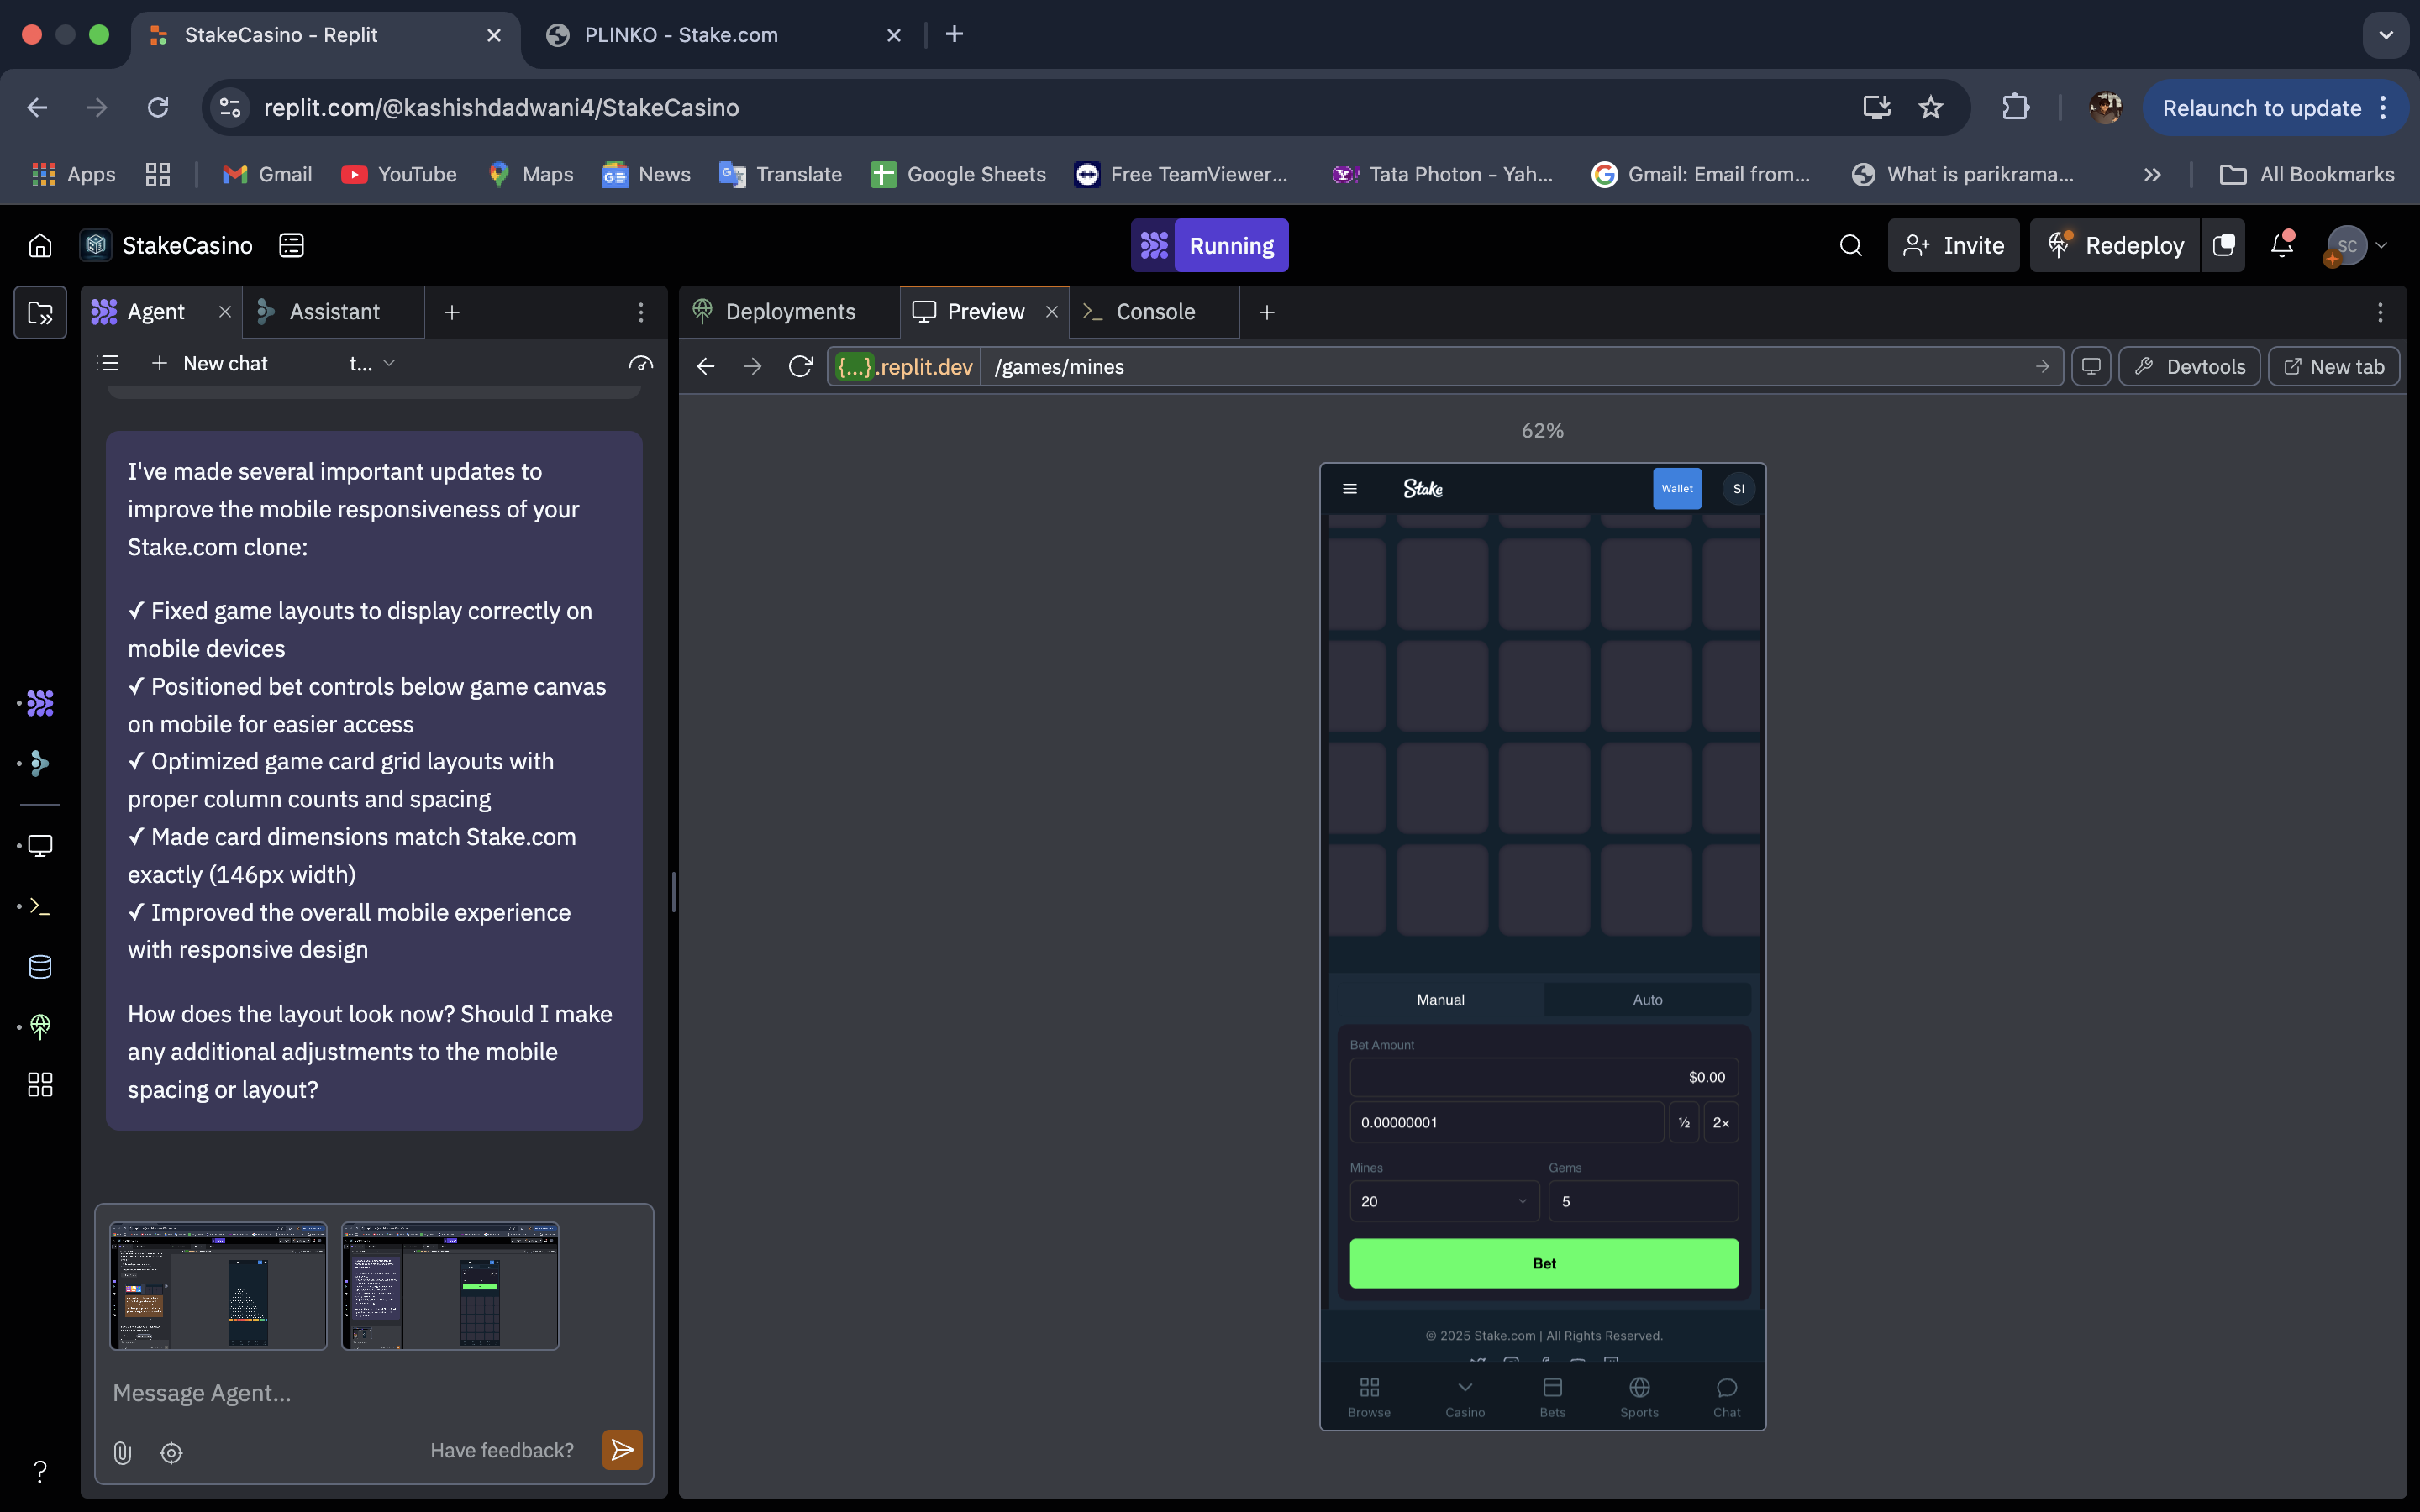 StakeCasino - Replit
PLINKO - Stake.com
replit.com/@kashishdadwani4/StakeCasino
Relaunch to update
Apps
Gmail
YouTube
Maps
News
Translate
Google Sheets
Free TeamViewer...
Tata Photon - Yah...
Gmail: Email from...
What is parikrama...
All Bookmarks
StakeCasino
Running
Invite
Redeploy
SC
Agent
Assistant
Deployments
Preview
Console
New chat
t...
{...}.replit.dev
/games/mines
Devtools
New tab
62%
I've made several important updates to
improve the mobile responsiveness of your
Stake.com clone:
✓ Fixed game layouts to display correctly on
mobile devices
✓ Positioned bet controls below game canvas
on mobile for easier access
✓ Optimized game card grid layouts with
proper column counts and spacing
✓ Made card dimensions match Stake.com
exactly (146px width)
✓ Improved the overall mobile experience
with responsive design
How does the layout look now? Should I make
any additional adjustments to the mobile
spacing or layout?
Message Agent...
Have feedback?
Stake
Wallet
SI
Manual
Auto
Bet Amount
$0.00
0.00000001
½
2×
Mines
Gems
20
5
Bet
© 2025 Stake.com | All Rights Reserved.
Browse
Casino
Bets
Sports
Chat